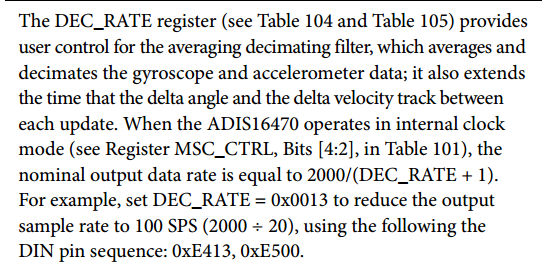 The DEC_RATE register (see Table 104 and Table 105) provides
user control for the averaging decimating filter, which averages and
decimates the gyroscope and accelerometer data; it also extends
the time that the delta angle and the delta velocity track between
each update. When the ADIS16470 operates in internal clock
mode (see Register MSC_CTRL, Bits [4:2], in Table 101), the
nominal output data rate is equal to 2000/(DEC_RATE + 1).
For example, set DEC_RATE = 0x0013 to reduce the output
sample rate to 100 SPS (2000 ÷ 20), using the following the
DIN pin sequence: 0xE413, 0xE500.